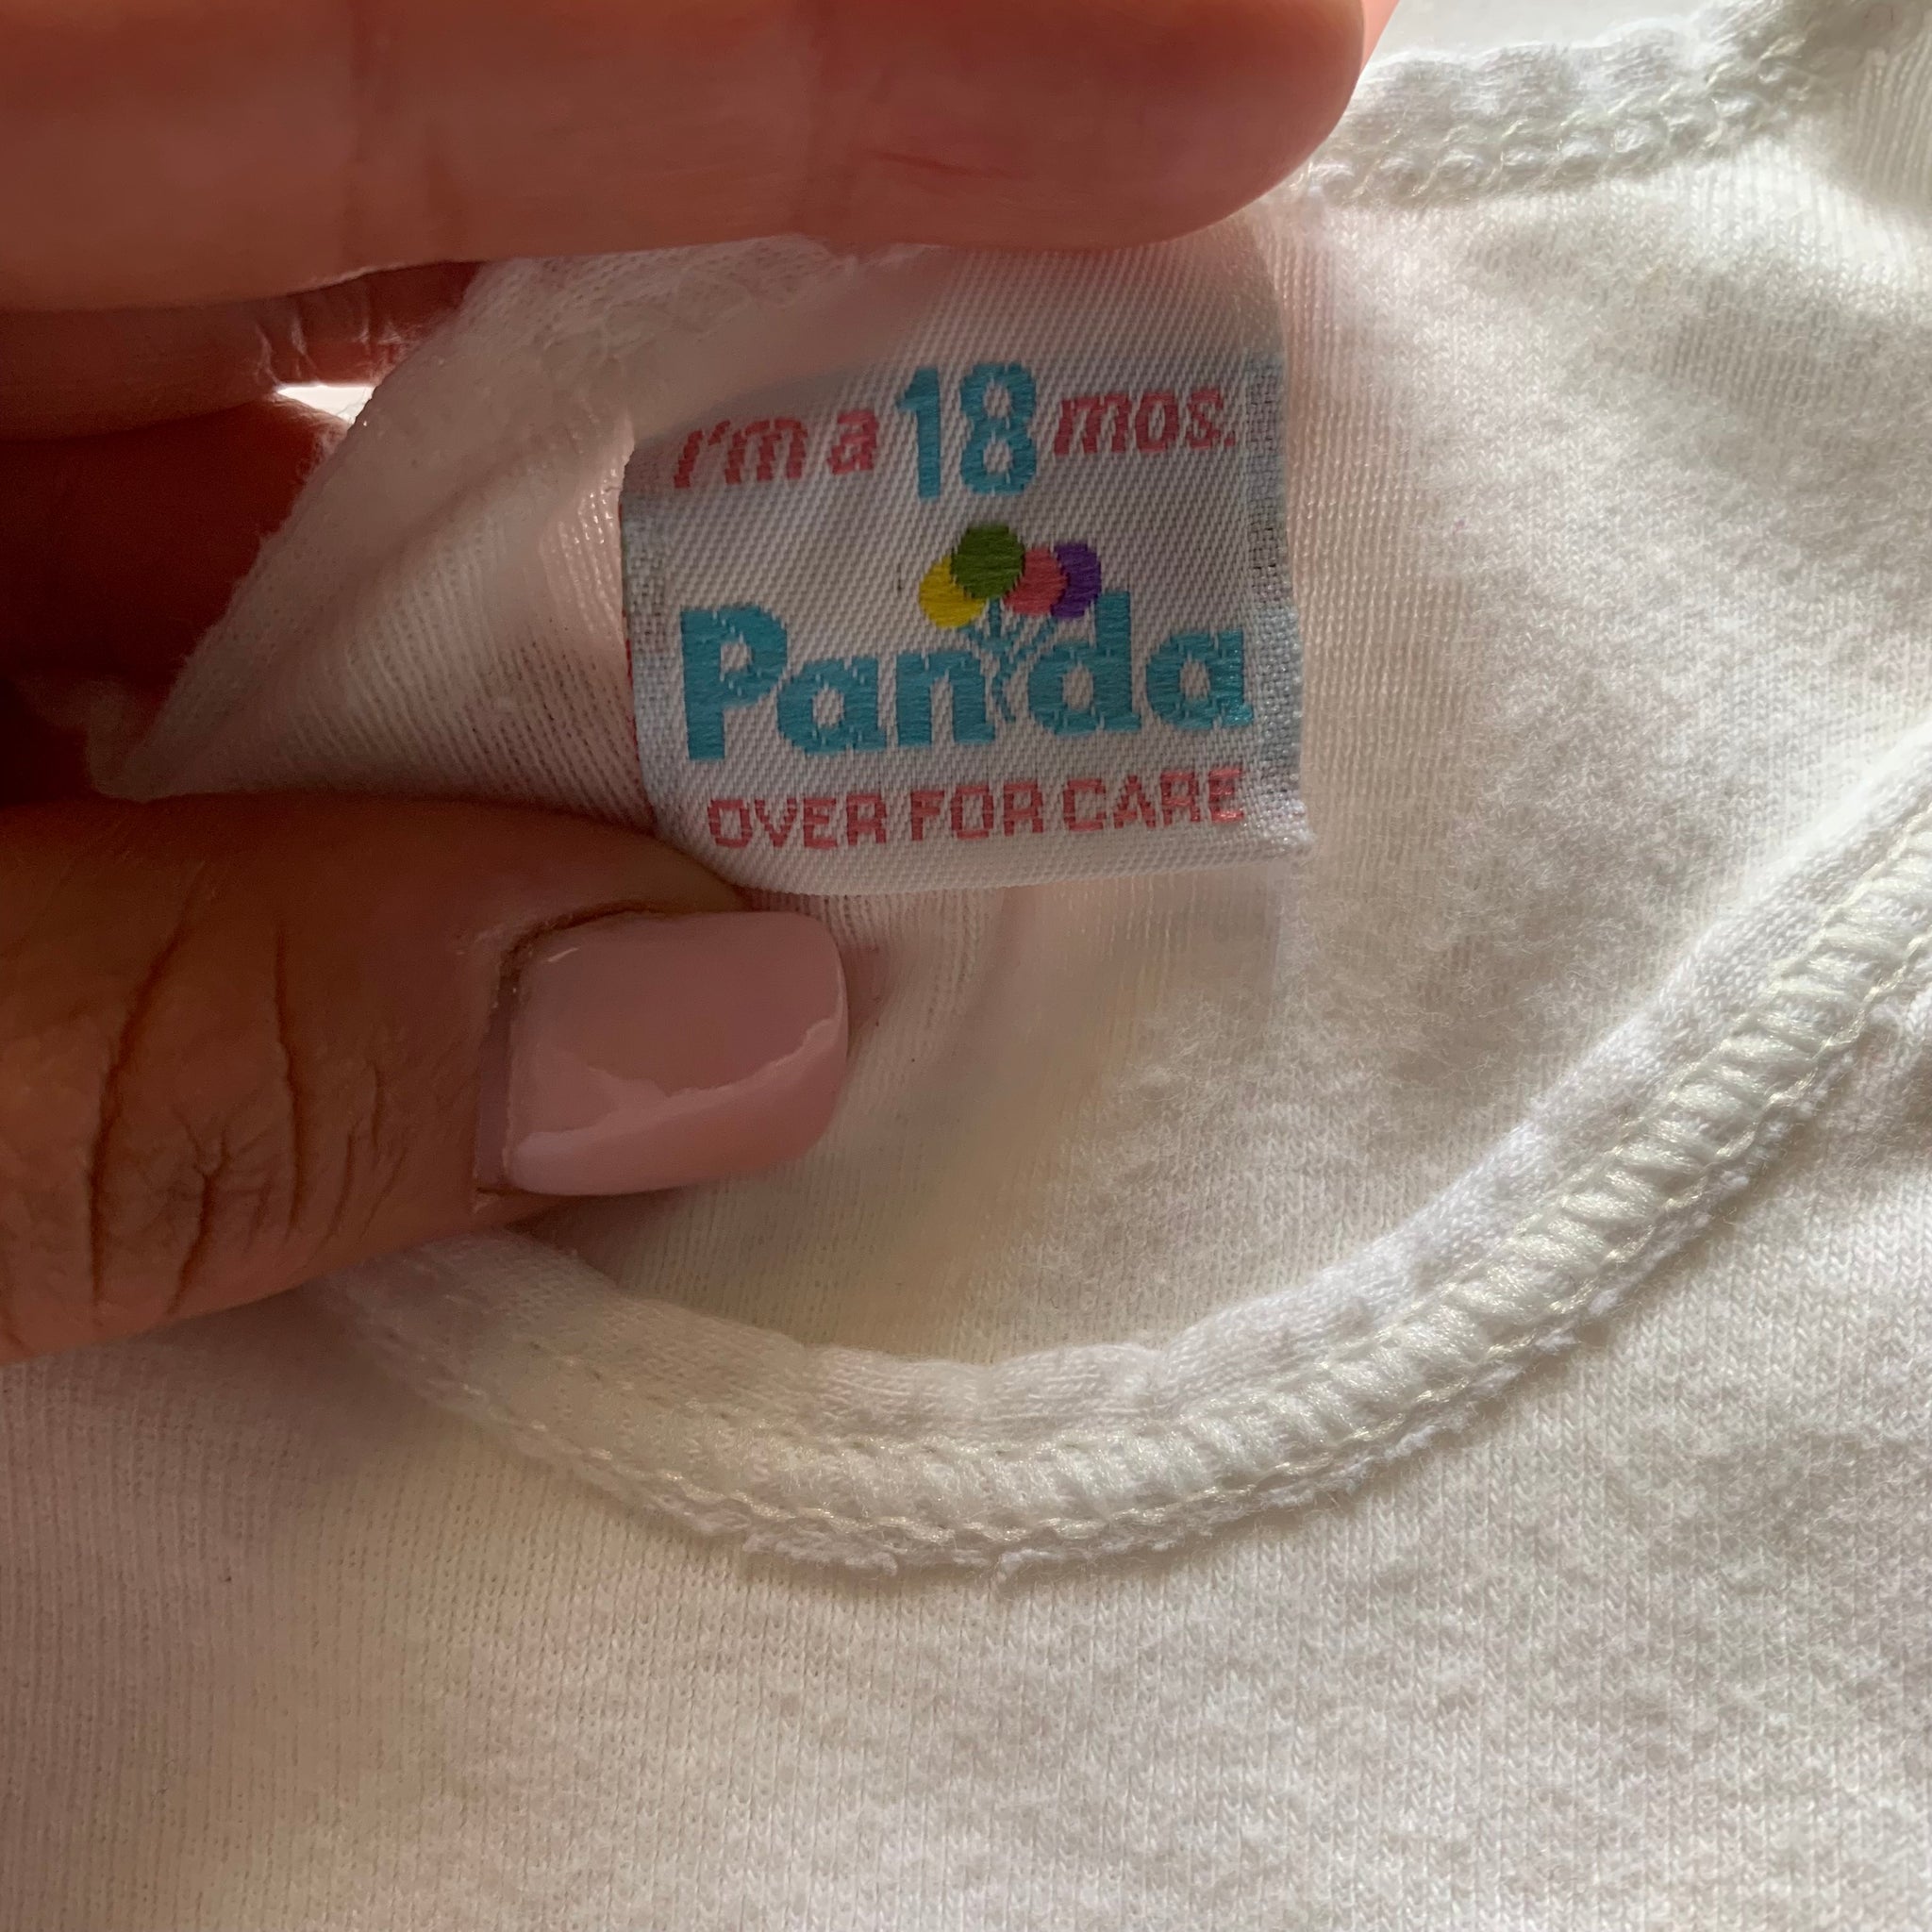 I'm a 18 mos.
Panda
OVER FOR CARE